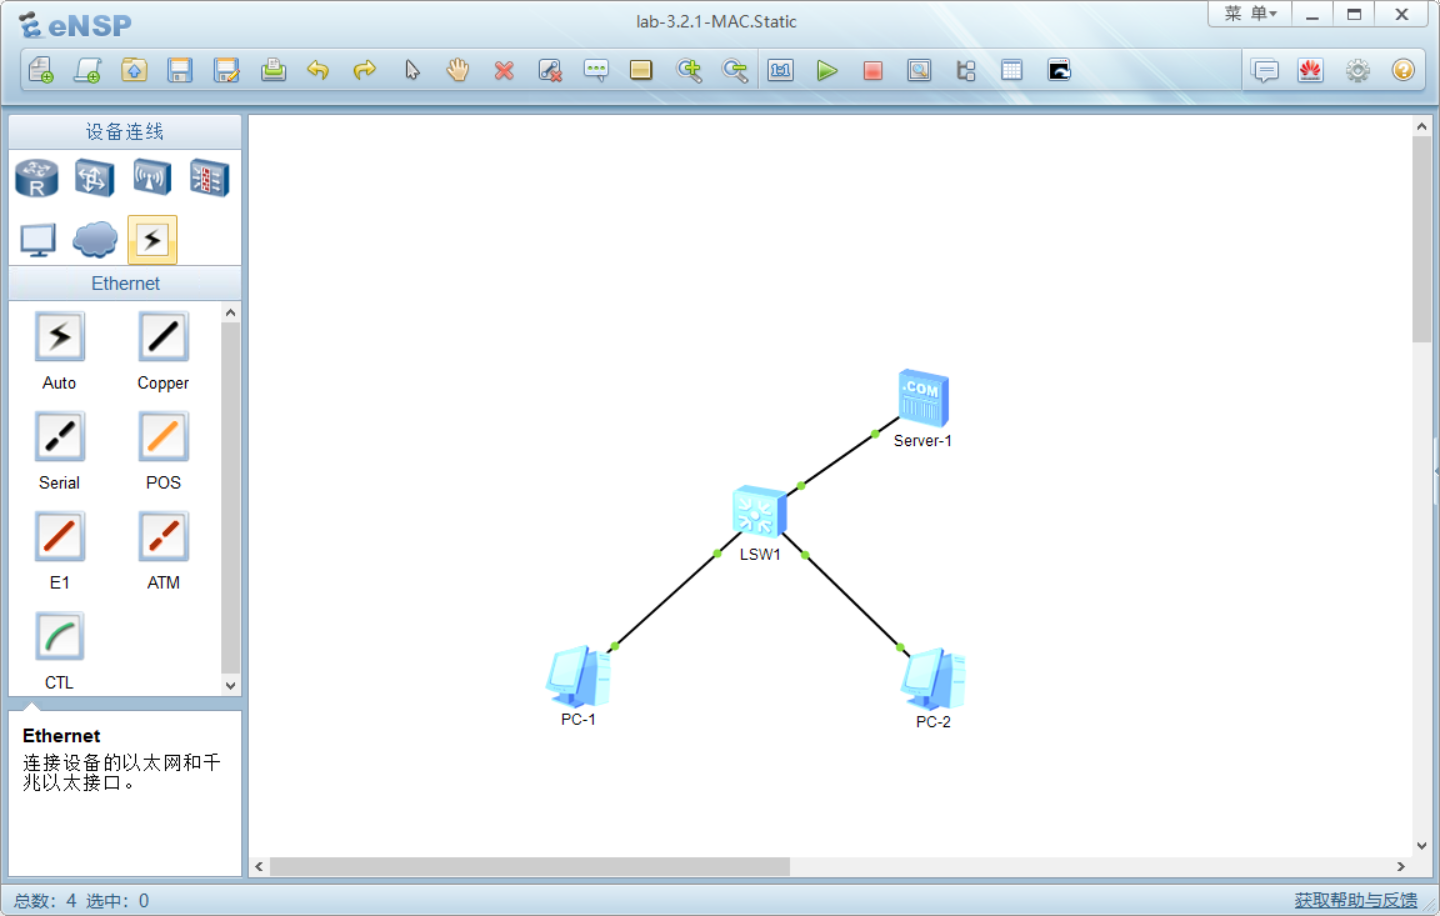 eNSP
lab-3.2.1-MAC.Static
菜 单
1:1
设备连线
R
Ethernet
Auto
Copper
Serial
POS
E1
ATM
CTL
Ethernet
连接设备的以太网和千
兆以太接口。
.COM
Server-1
LSW1
PC-1
PC-2
总数：4 选中：0
获取帮助与反馈